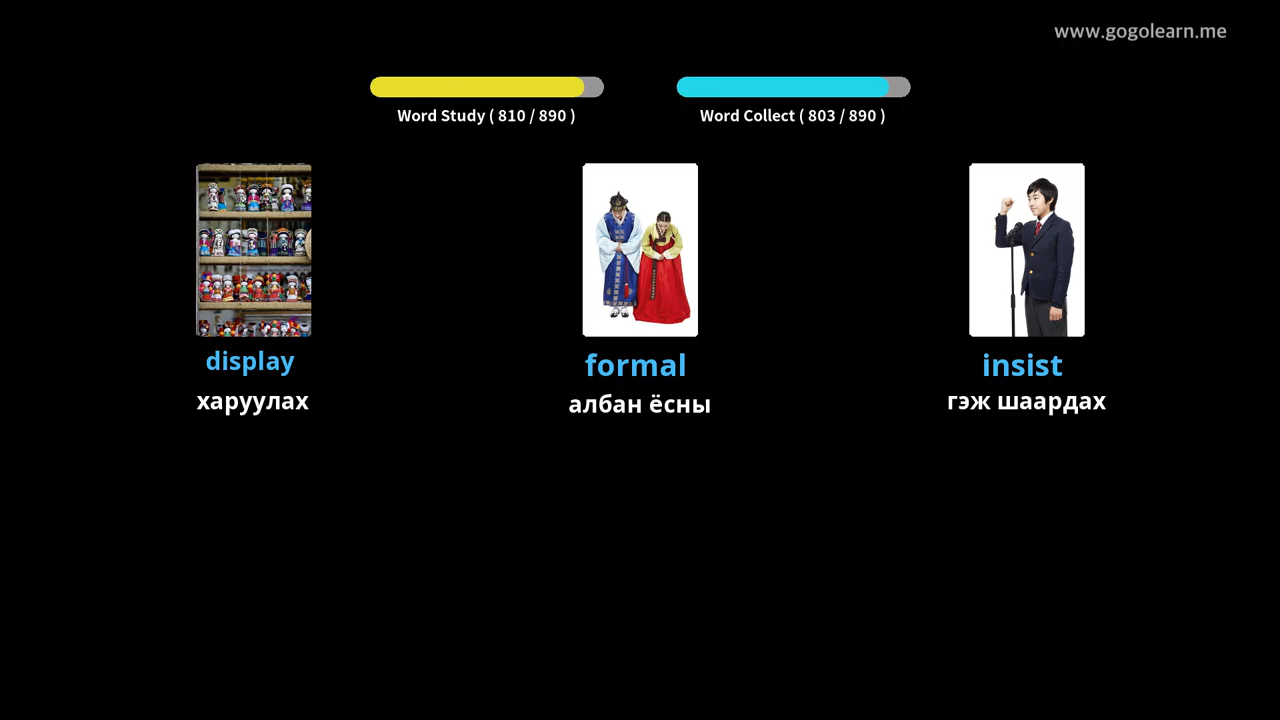 www.gogolearn.me
Word Study ( 810 / 890 )
Word Collect ( 803 / 890 )
display
харуулах
formal
албан ёсны
insist
гэж шаардах